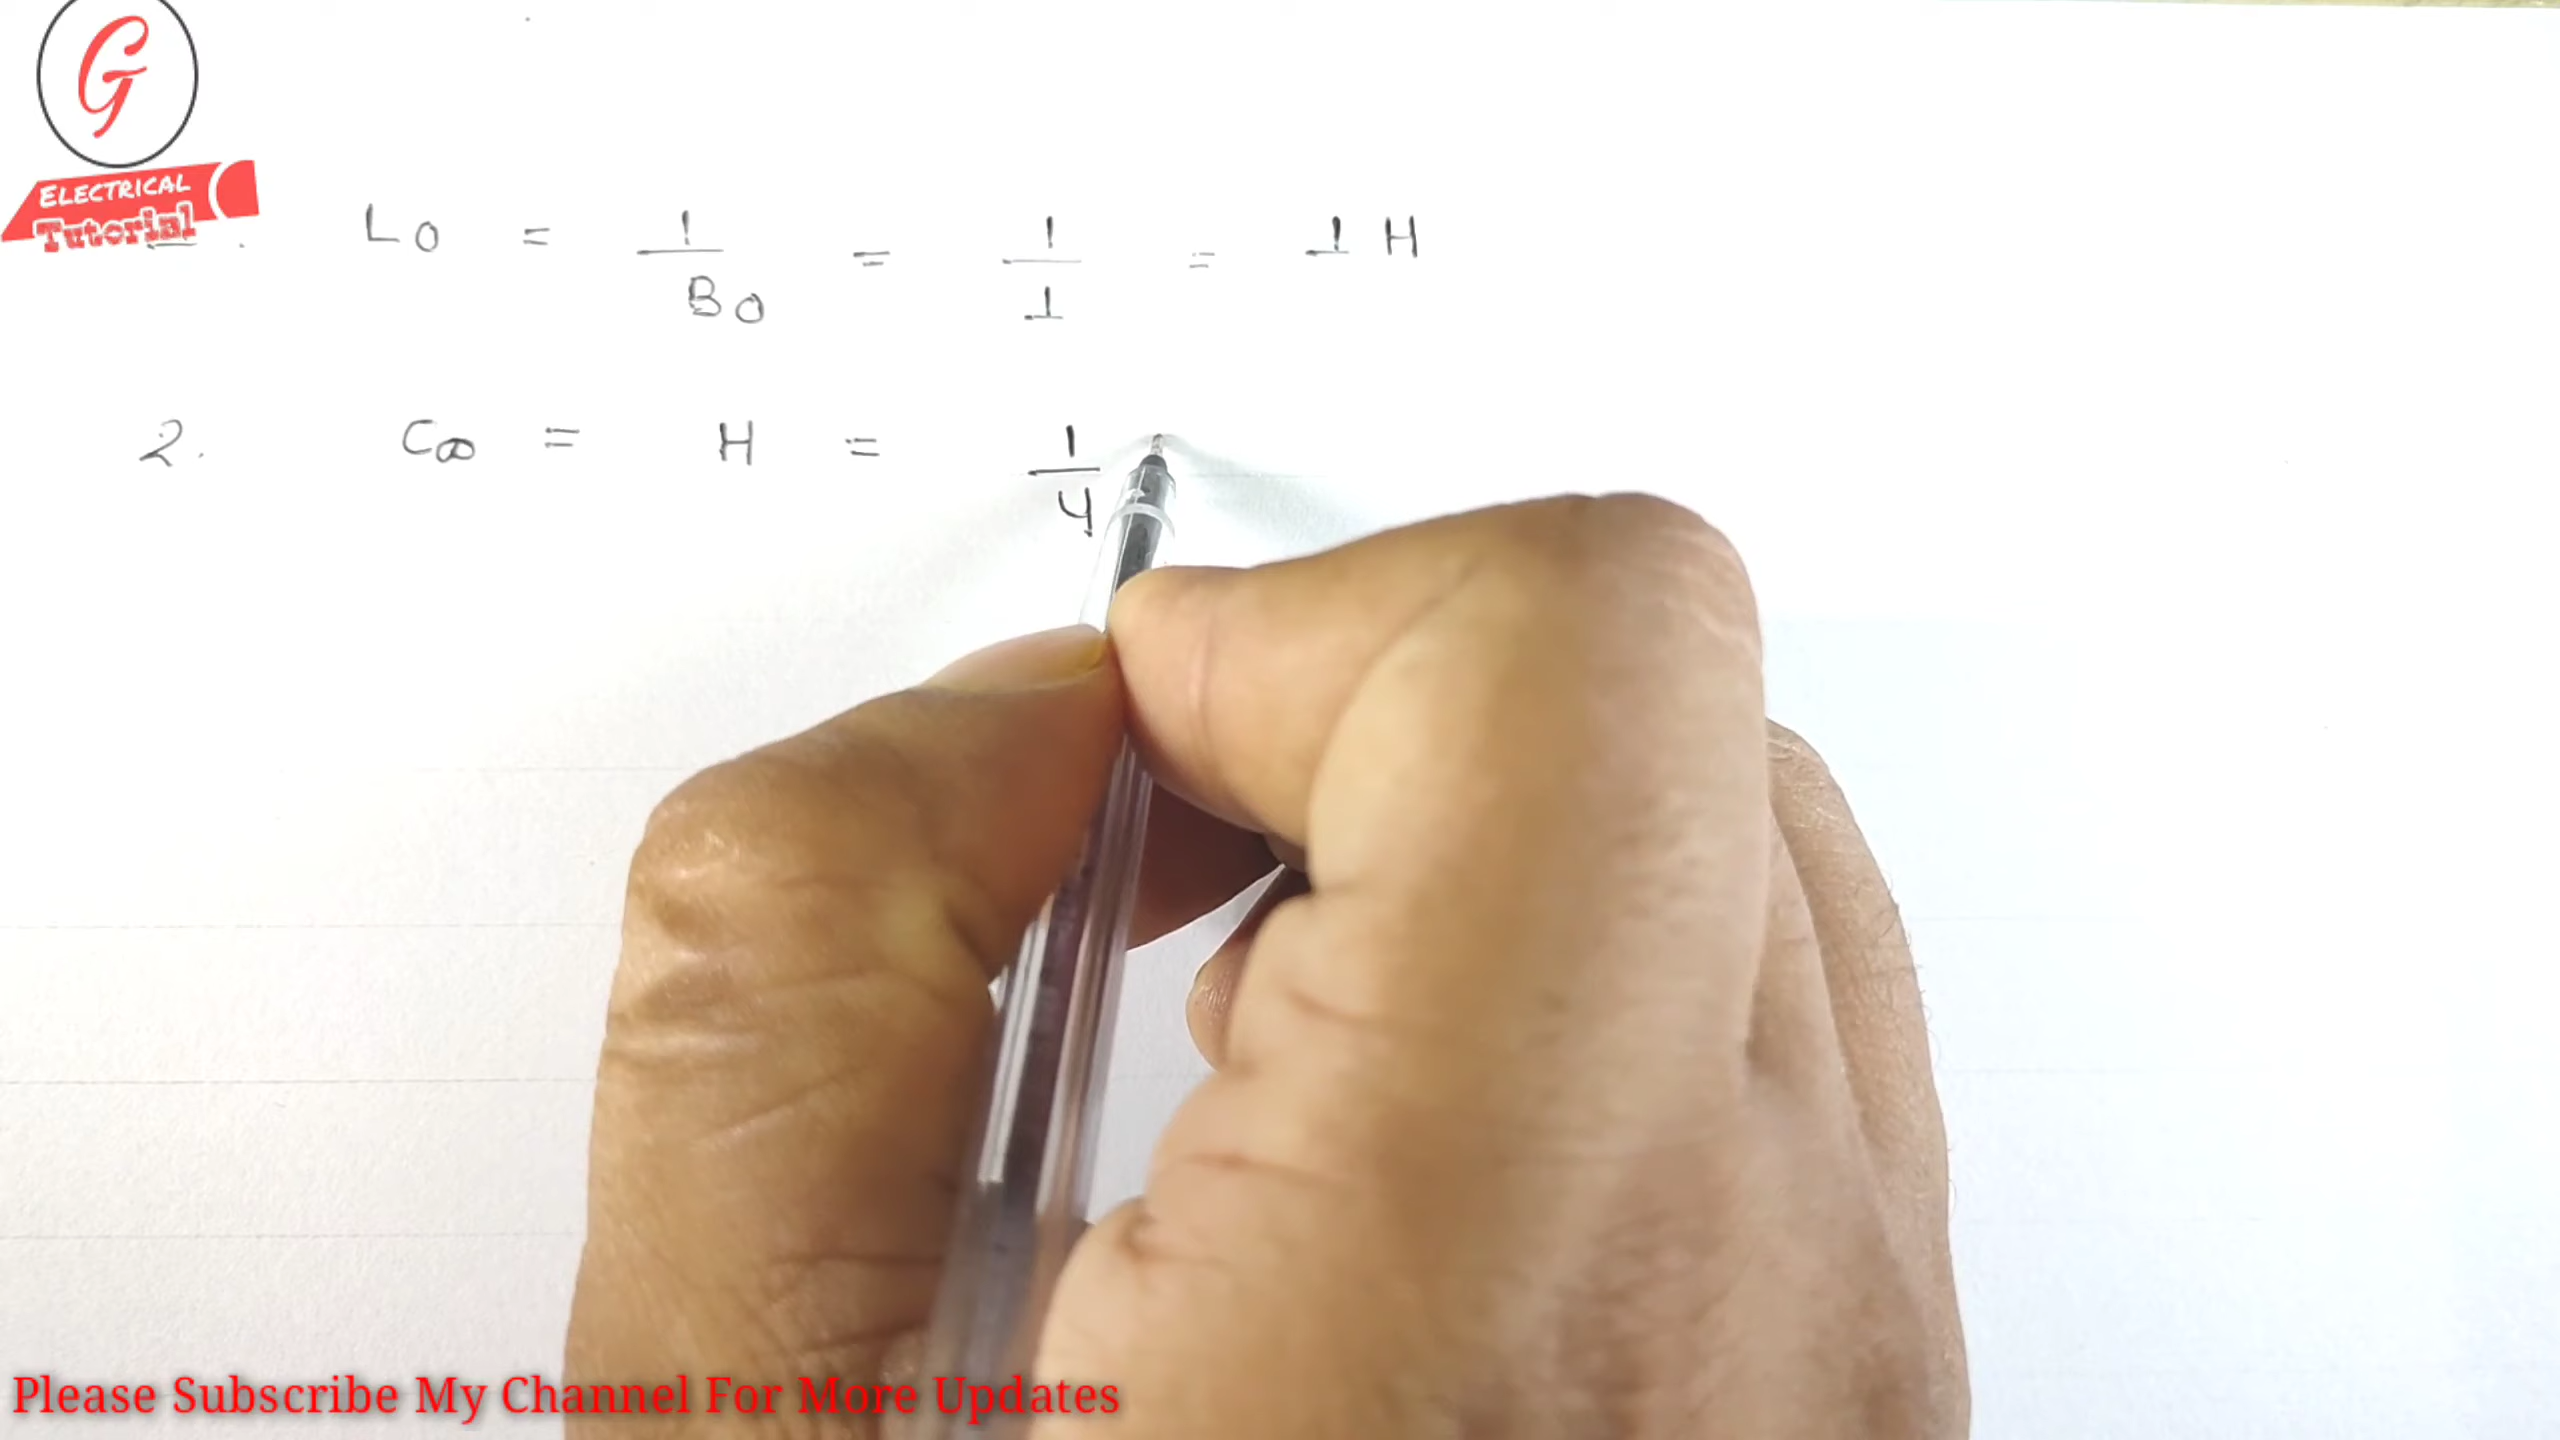 G
ELECTRICAL
Tutorial
L0 = 1/B0 = 1/1 = 1 H
2. C∞ = H = 1/4
Please Subscribe My Channel For More Updates